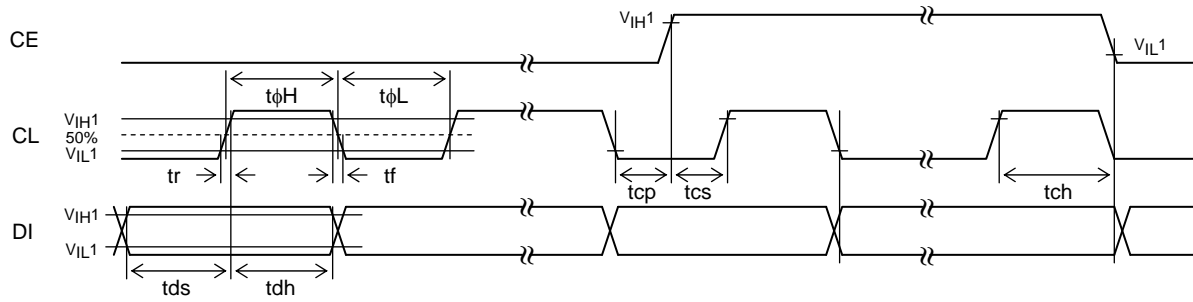 VIH1
CE
VIL1
tϕH tϕL
VIH1
CL 50%
VIL1
tr tf tcp tcs tch
VIH1
DI
VIL1
tds tdh